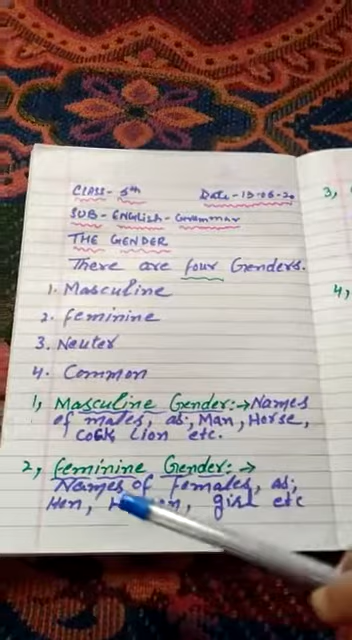 CLASS- 5th Date-13-05-20
SUB- ENGLISH- Grammar
THE GENDER
There are four Genders.
1. Masculine
2. Feminine
3. Neuter
4. Common
1, Masculine Gender:→Names
of males, as, Man, Horse,
Cock, Lion etc.
2, Feminine Gender:→
Names of females, as,
Hen, girl etc
3,
4,